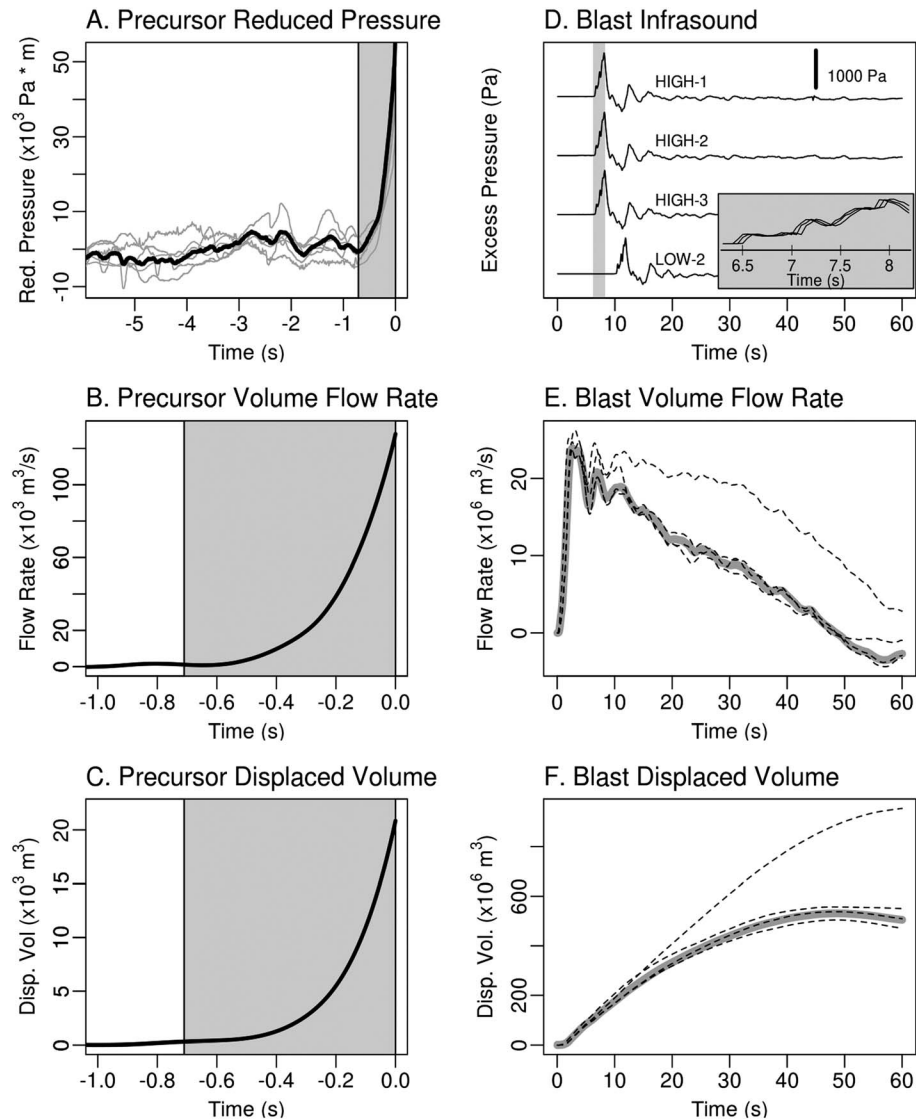 A. Precursor Reduced Pressure
Red. Pressure (x10³ Pa * m)
50
30
10
-10
-5 -4 -3 -2 -1 0
Time (s)
B. Precursor Volume Flow Rate
Flow Rate (x10³ m³/s)
100
60
20
0
-1.0 -0.8 -0.6 -0.4 -0.2 0.0
Time (s)
C. Precursor Displaced Volume
Disp. Vol (x10³ m³)
20
15
10
5
0
-1.0 -0.8 -0.6 -0.4 -0.2 0.0
Time (s)
D. Blast Infrasound
Excess Pressure (Pa)
HIGH-1
1000 Pa
HIGH-2
HIGH-3
LOW-2
6.5 7 7.5 8
Time (s)
0 10 20 30 40 50 60
Time (s)
E. Blast Volume Flow Rate
Flow Rate (x10⁶ m³/s)
20
10
0
0 10 20 30 40 50 60
Time (s)
F. Blast Displaced Volume
Disp. Vol. (x10⁶ m³)
600
200
0
0 10 20 30 40 50 60
Time (s)